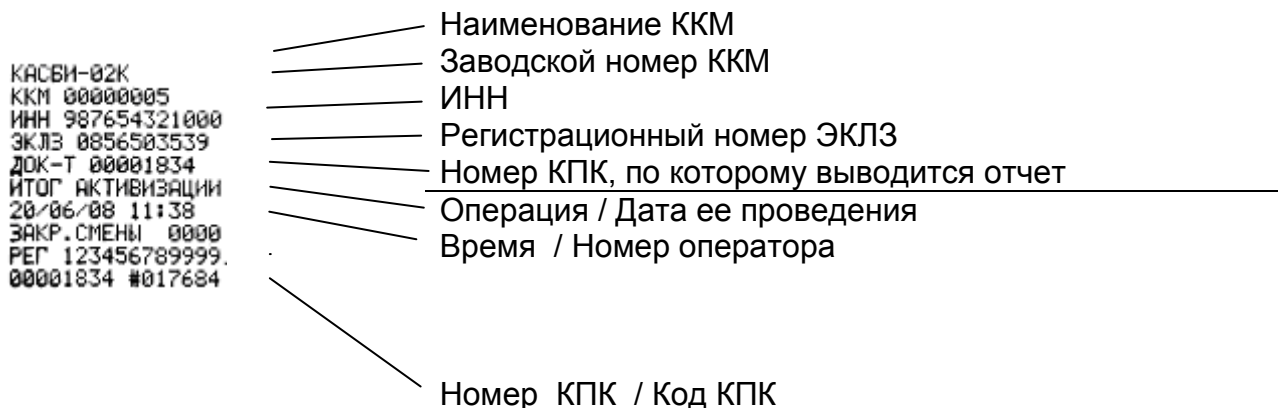 КАСБИ-02К
ККМ 00000005
ИНН 987654321000
ЭКЛЗ 0856503539
ДОК-Т 00001834
ИТОГ АКТИВИЗАЦИИ
20/06/08 11:38
ЗАКР.СМЕНЫ 0000
РЕГ 123456789999.
00001834 #017684
Наименование ККМ
Заводской номер ККМ
ИНН
Регистрационный номер ЭКЛЗ
Номер КПК, по которому выводится отчет
Операция / Дата ее проведения
Время / Номер оператора
Номер КПК / Код КПК